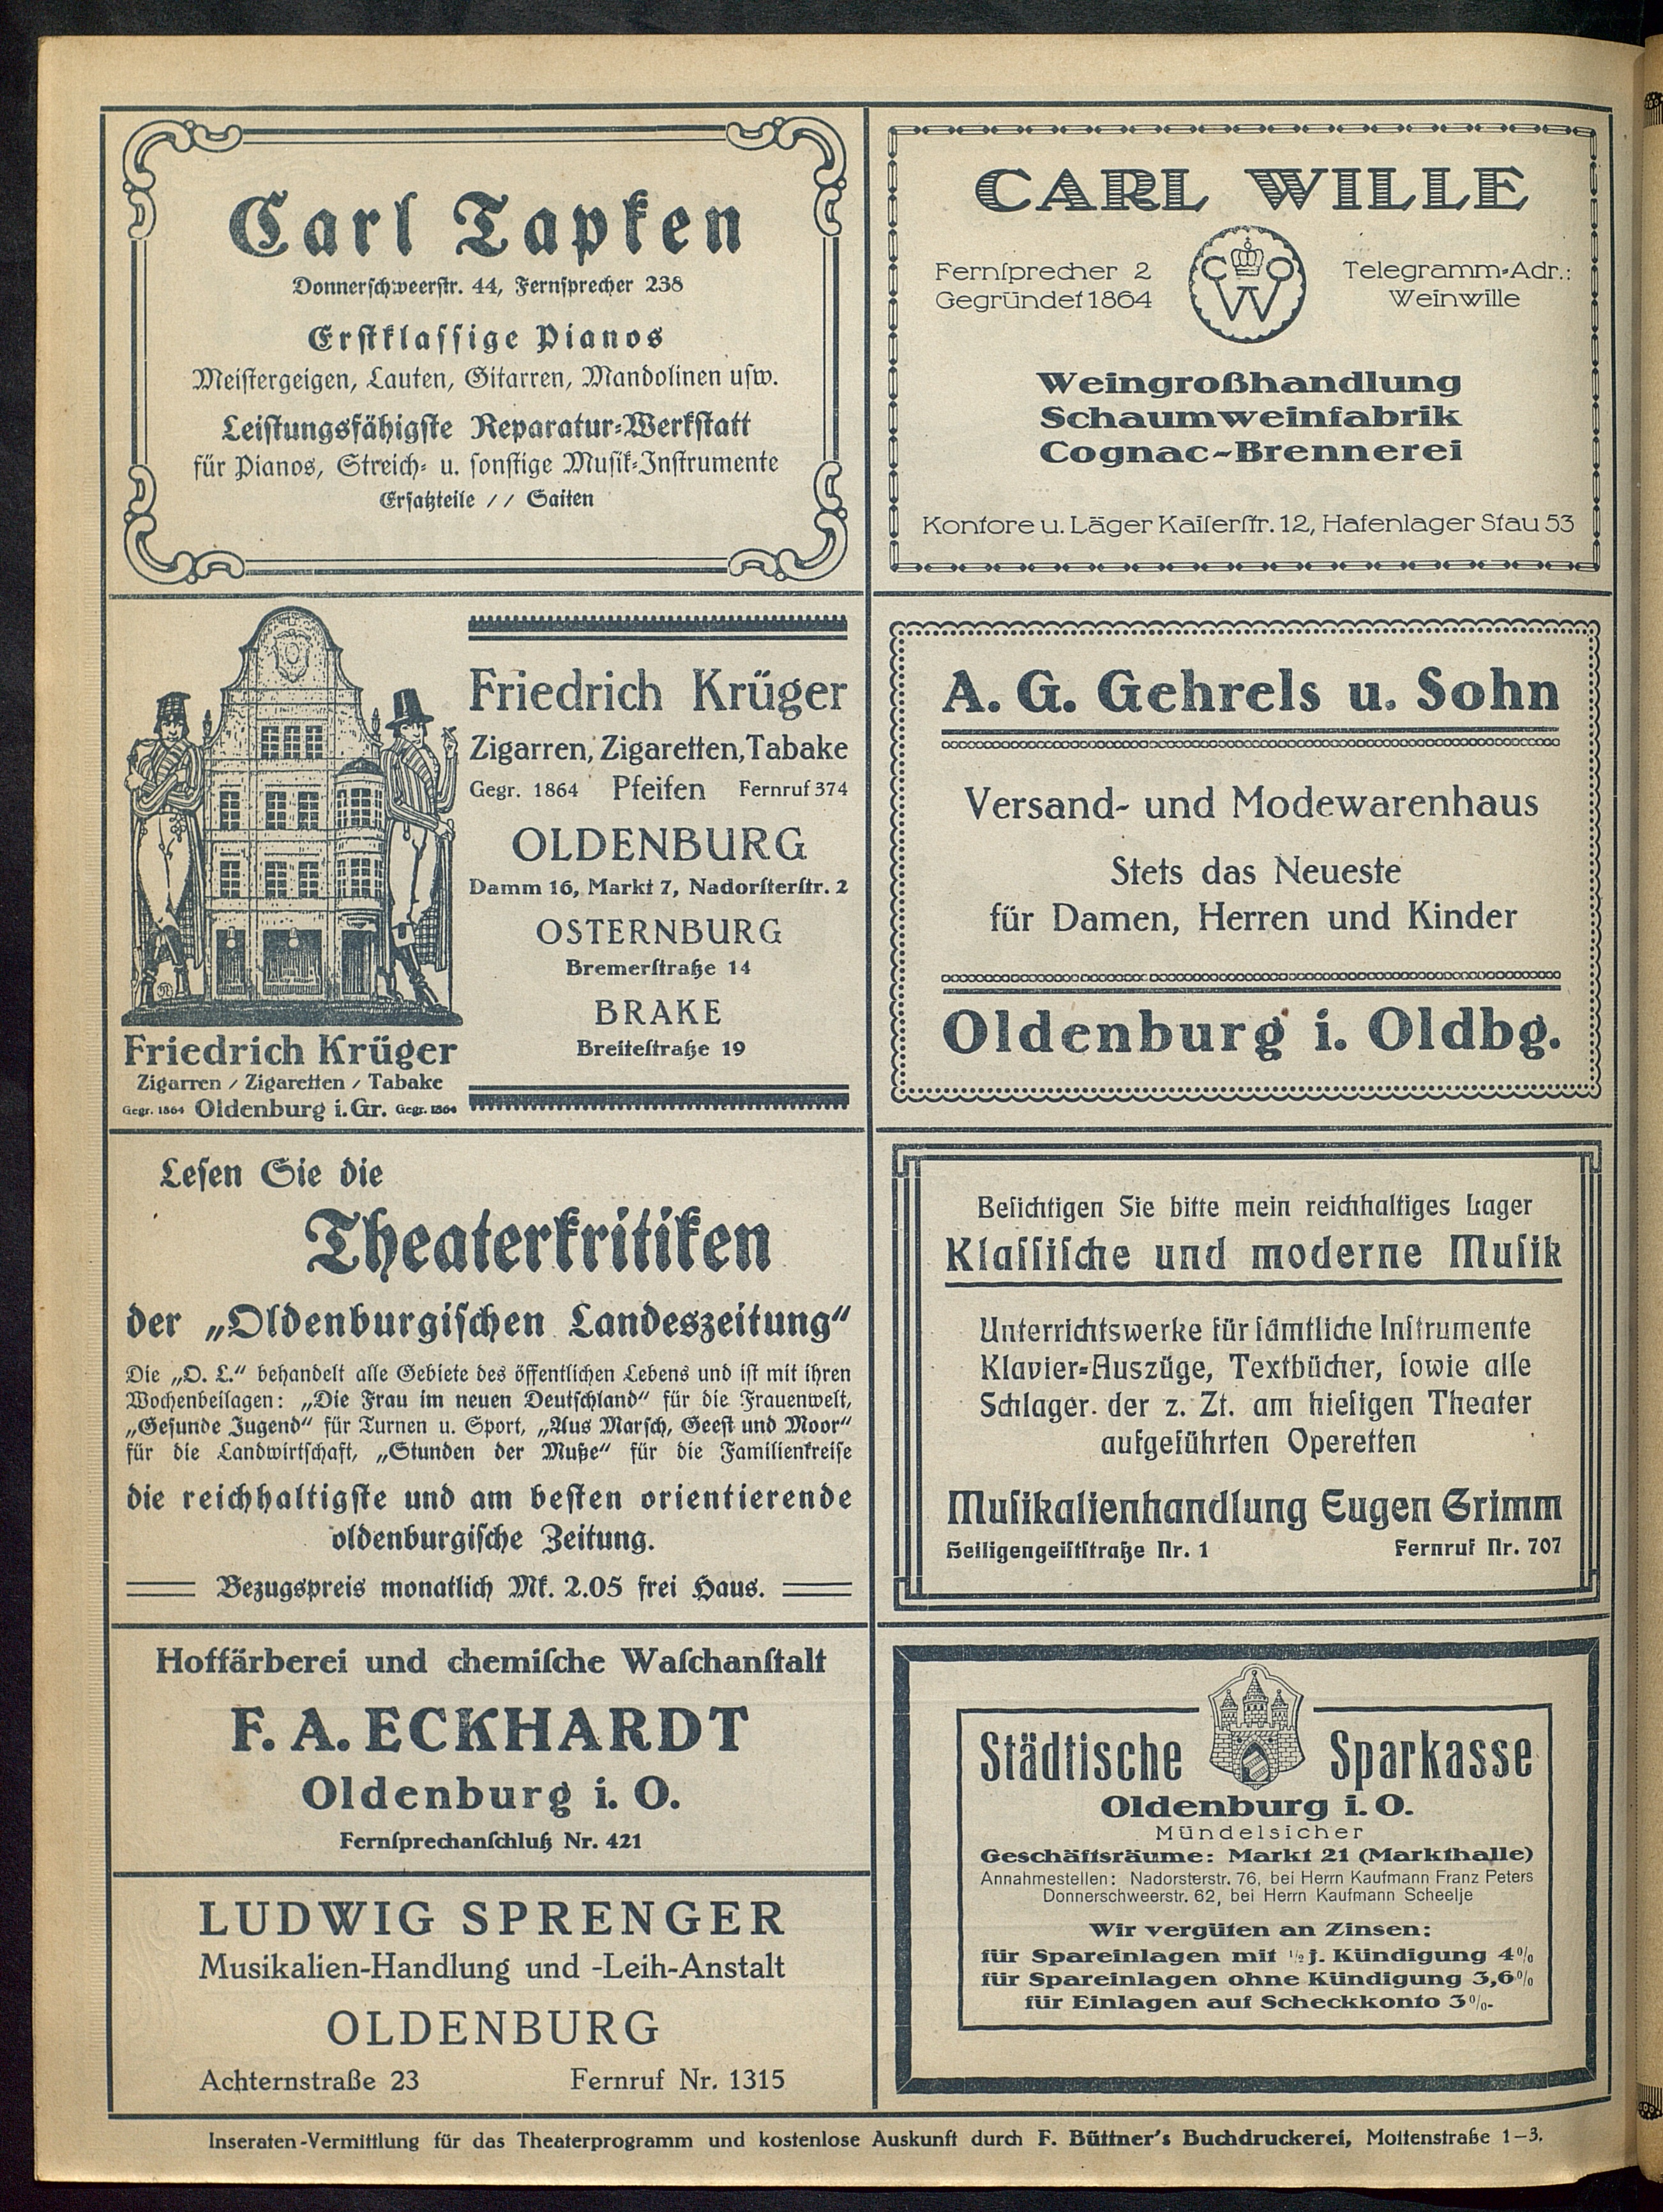 Carl Tapken
Donnerschweerstr. 44, Fernsprecher 238
Erstklassige Pianos
Meistergeigen, Lauten, Gitarren, Mandolinen usw.
Leistungsfähigste Reparatur-Werkstatt
für Pianos, Streich- u. sonstige Musik-Instrumente
Ersatzteile // Saiten
CARL WILLE
Fernsprecher 2
Gegründet 1864
C W O
Telegramm-Adr.:
Weinwille
Weingroßhandlung
Schaumweinfabrik
Cognac-Brennerei
Kontore u. Läger Kaiserstr. 12, Hafenlager Stau 53
Friedrich Krüger
Zigarren, Zigaretten, Tabake
Gegr. 1864 Pfeifen Fernruf 374
OLDENBURG
Damm 16, Markt 7, Nadorsterstr. 2
OSTERNBURG
Bremerstraße 14
BRAKE
Breitestraße 19
Friedrich Krüger
Zigarren / Zigaretten / Tabake
Gegr. 1864 Oldenburg i. Gr. Gegr. 1864
A. G. Gehrels u. Sohn
Versand- und Modewarenhaus
Stets das Neueste
für Damen, Herren und Kinder
Oldenburg i. Oldbg.
Lesen Sie die
Theaterkritiken
der „Oldenburgischen Landeszeitung“
Die „O. L.“ behandelt alle Gebiete des öffentlichen Lebens und ist mit ihren
Wochenbeilagen: „Die Frau im neuen Deutschland“ für die Frauenwelt,
„Gesunde Jugend“ für Turnen u. Sport, „Aus Marsch, Geest und Moor“
für die Landwirtschaft, „Stunden der Muße“ für die Familienkreise
die reichhaltigste und am besten orientierende
oldenburgische Zeitung.
Bezugspreis monatlich Mk. 2.05 frei Haus.
Besichtigen Sie bitte mein reichhaltiges Lager
Klassische und moderne Musik
Unterrichtswerke für sämtliche Instrumente
Klavier-Auszüge, Textbücher, sowie alle
Schlager der z. Zt. am hiesigen Theater
aufgeführten Operetten
Musikalienhandlung Eugen Grimm
Heiligengeiststraße Nr. 1 Fernruf Nr. 707
Hoffärberei und chemische Waschanstalt
F. A. ECKHARDT
Oldenburg i. O.
Fernsprechanschluß Nr. 421
LUDWIG SPRENGER
Musikalien-Handlung und -Leih-Anstalt
OLDENBURG
Achternstraße 23 Fernruf Nr. 1315
Städtische Sparkasse
Oldenburg i. O.
Mündelsicher
Geschäftsräume: Markt 21 (Markthalle)
Annahmestellen: Nadorsterstr. 76, bei Herrn Kaufmann Franz Peters
Donnerschweerstr. 62, bei Herrn Kaufmann Scheelje
Wir vergüten an Zinsen:
für Spareinlagen mit ½ j. Kündigung 4%
für Spareinlagen ohne Kündigung 3,6%
für Einlagen auf Scheckkonto 3%.
Inseraten-Vermittlung für das Theaterprogramm und kostenlose Auskunft durch F. Büttner's Buchdruckerei, Mottenstraße 1–3.